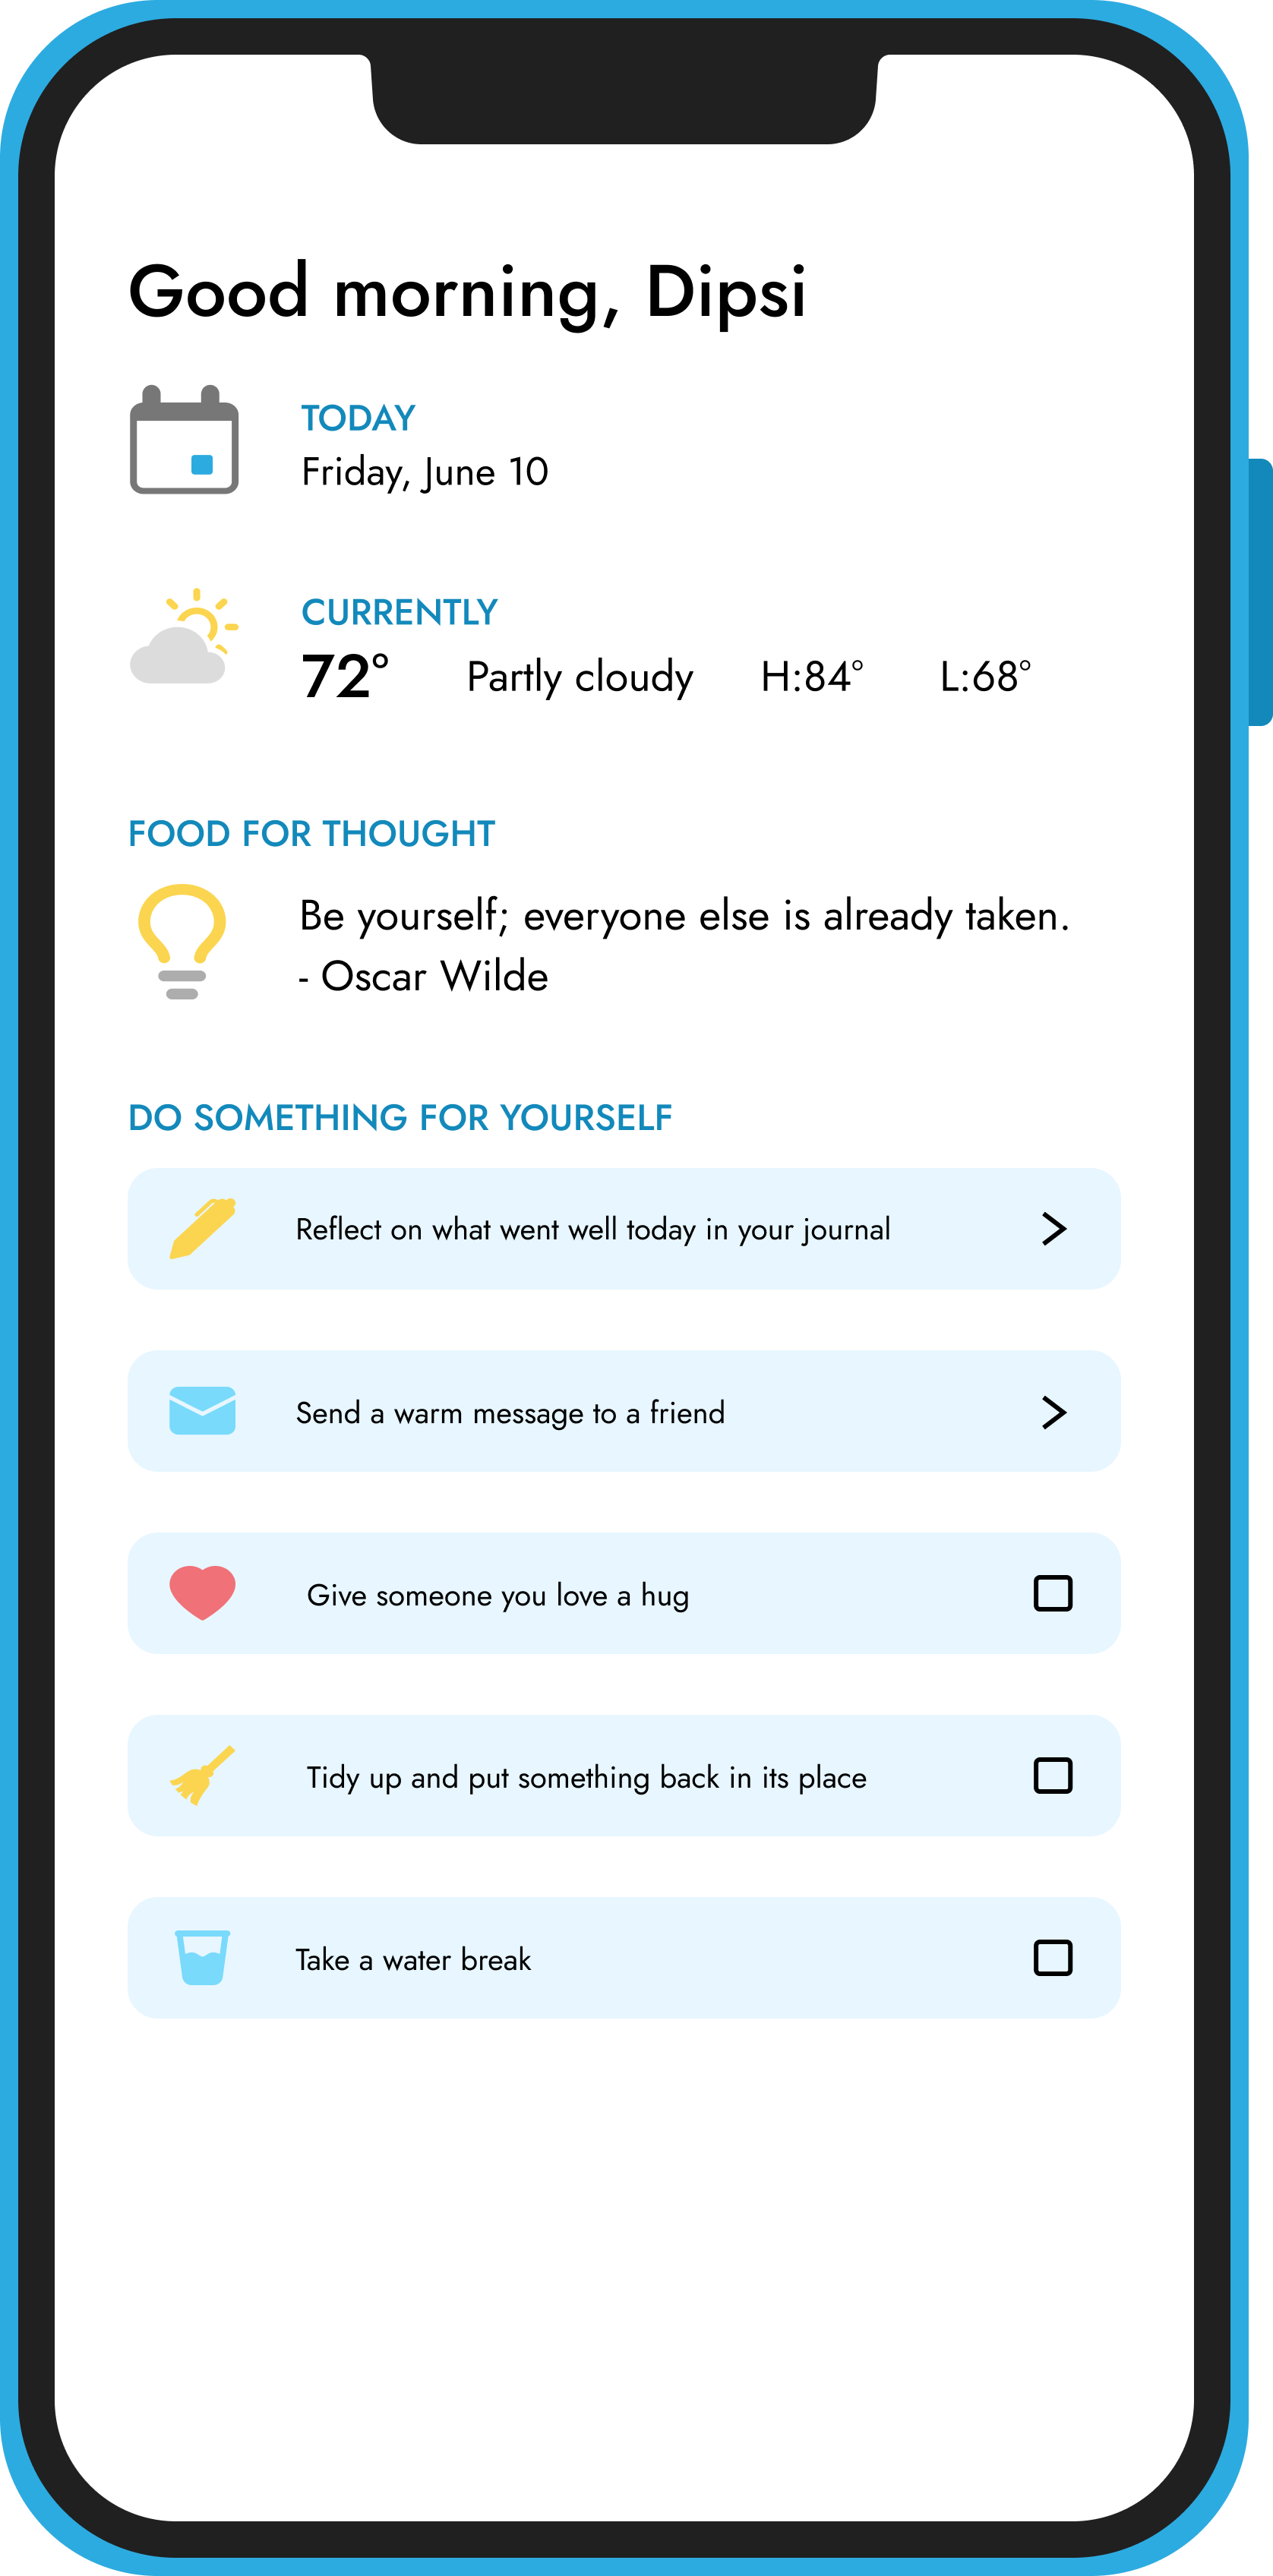 Good morning, Dipsi
TODAY
Friday, June 10
CURRENTLY
72° Partly cloudy H:84° L:68°
FOOD FOR THOUGHT
Be yourself; everyone else is already taken.
- Oscar Wilde
DO SOMETHING FOR YOURSELF
Reflect on what went well today in your journal
Send a warm message to a friend
Give someone you love a hug
Tidy up and put something back in its place
Take a water break